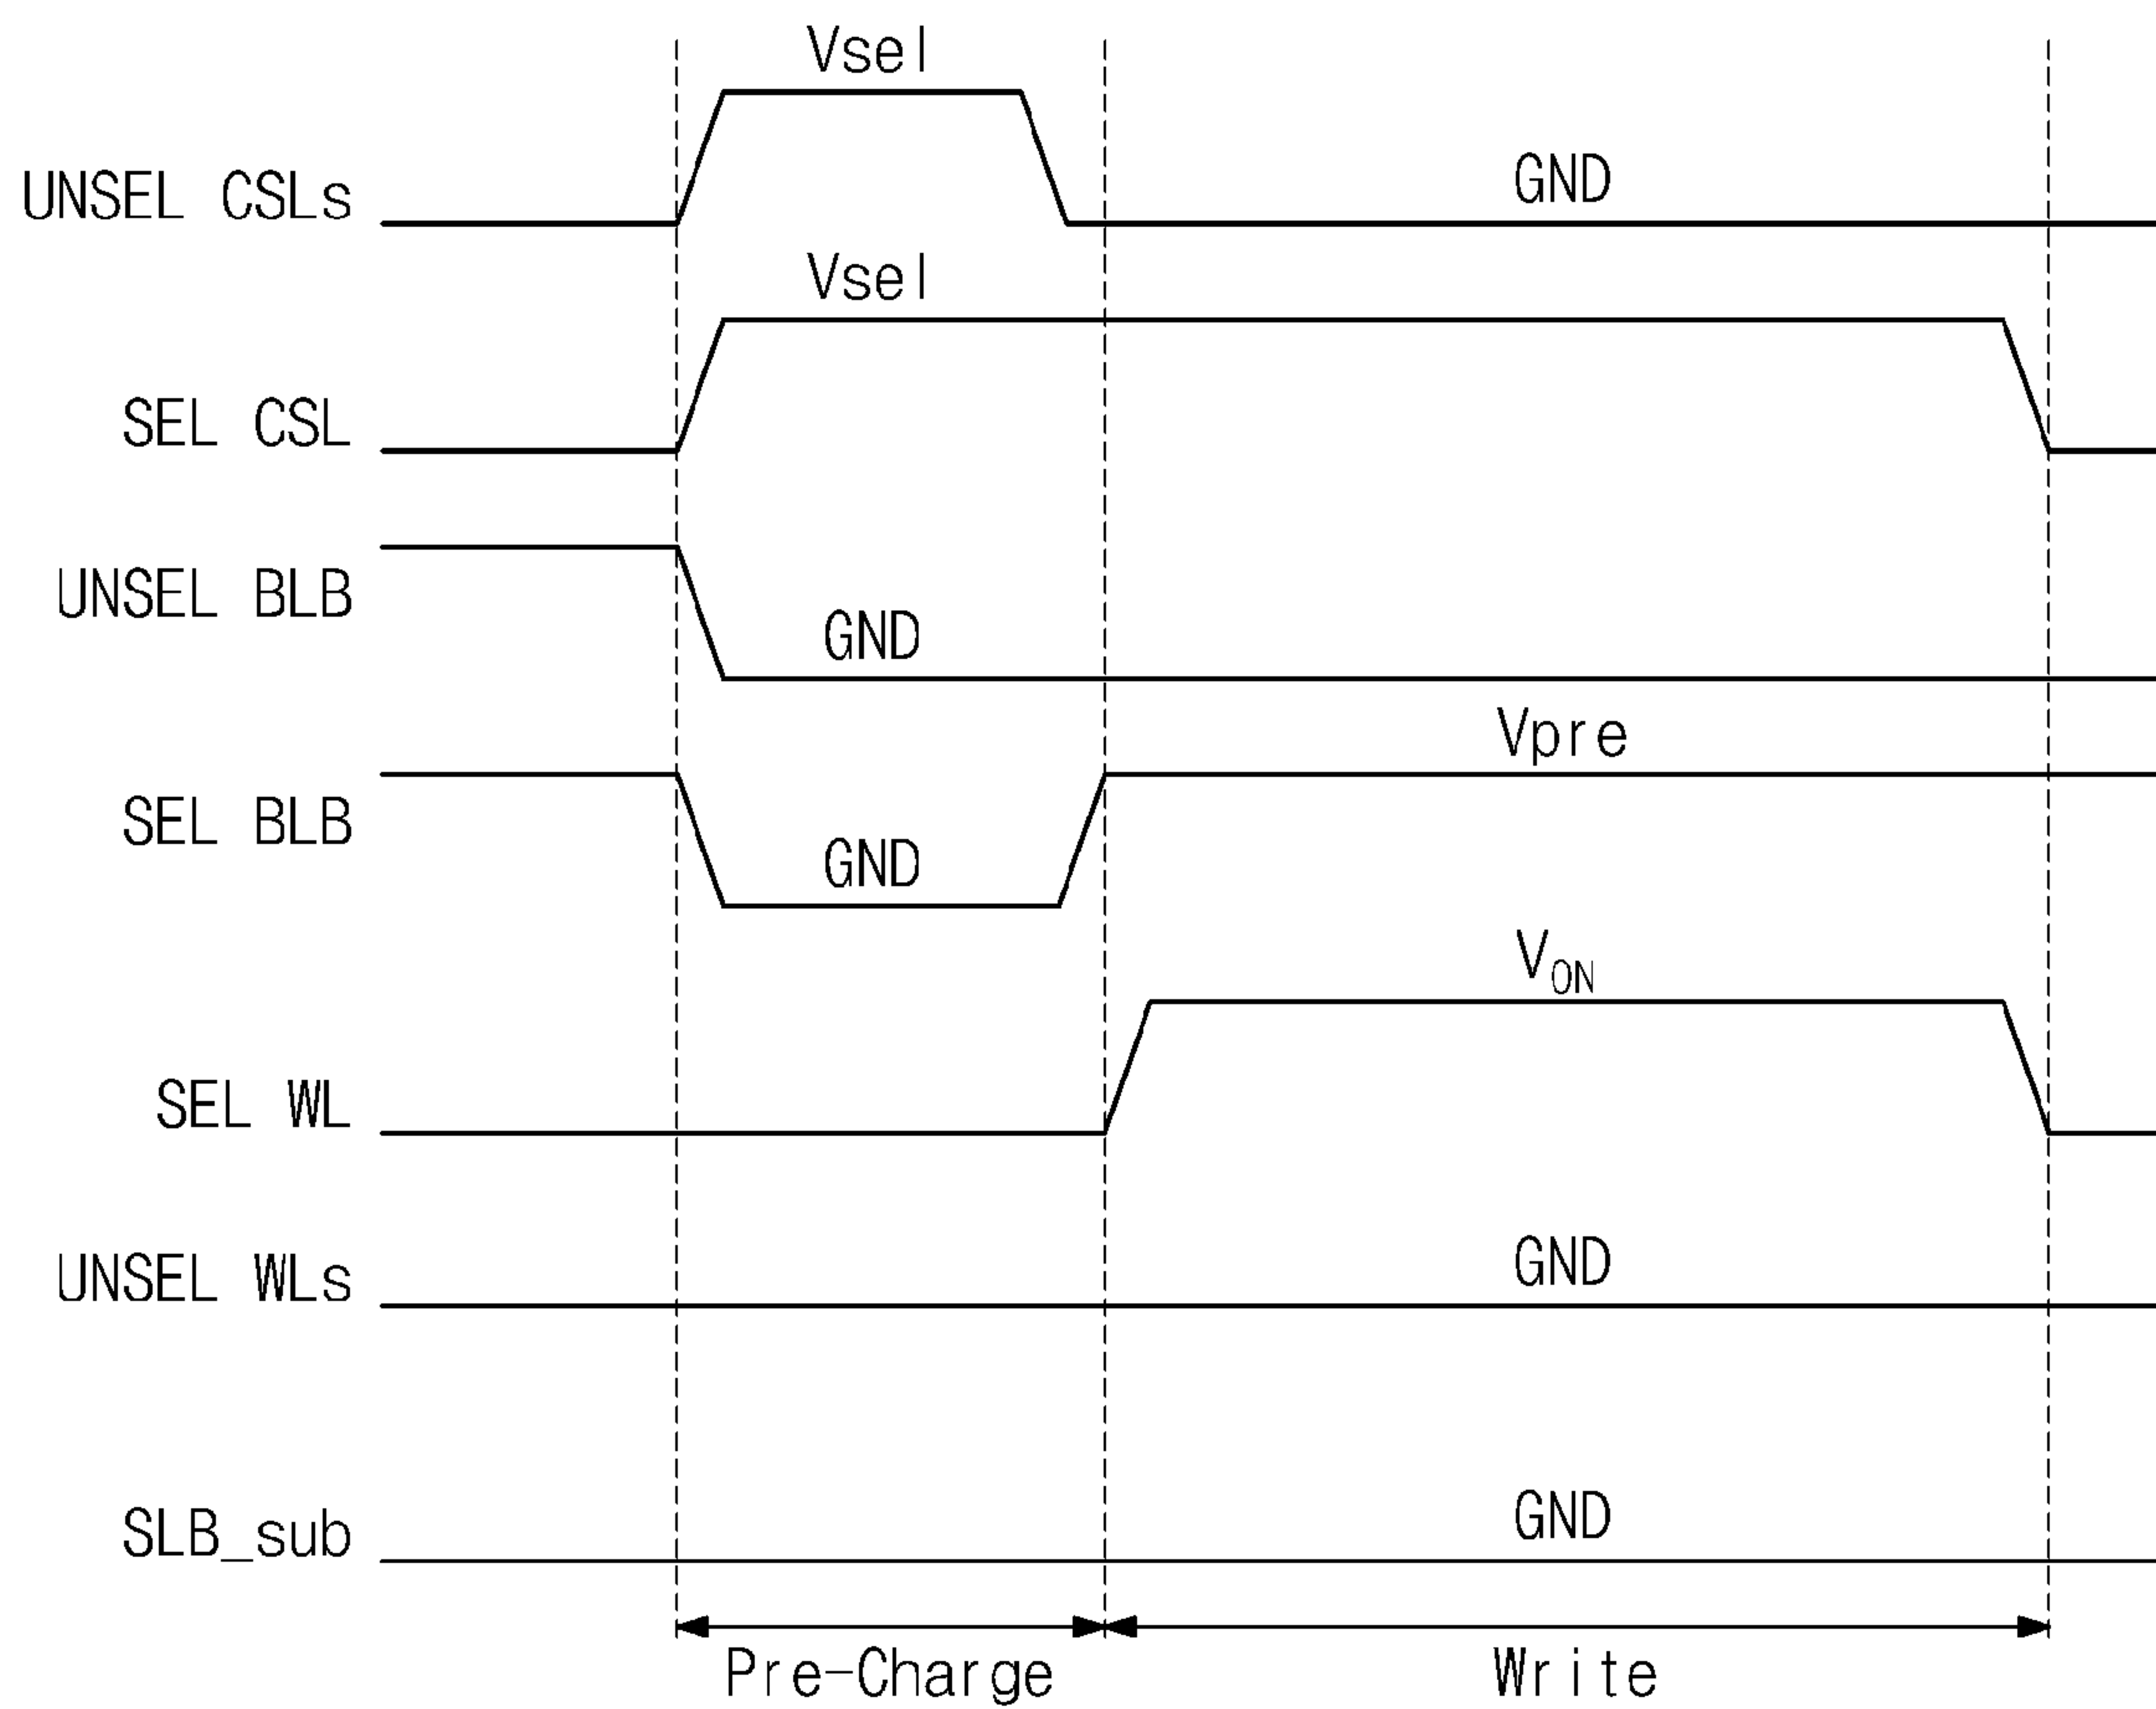 Vsel
UNSEL CSLs
GND
Vsel
SEL CSL
UNSEL BLB
GND
Vpre
SEL BLB
GND
VON
SEL WL
GND
UNSEL WLs
GND
SLB_sub
Pre-Charge
Write